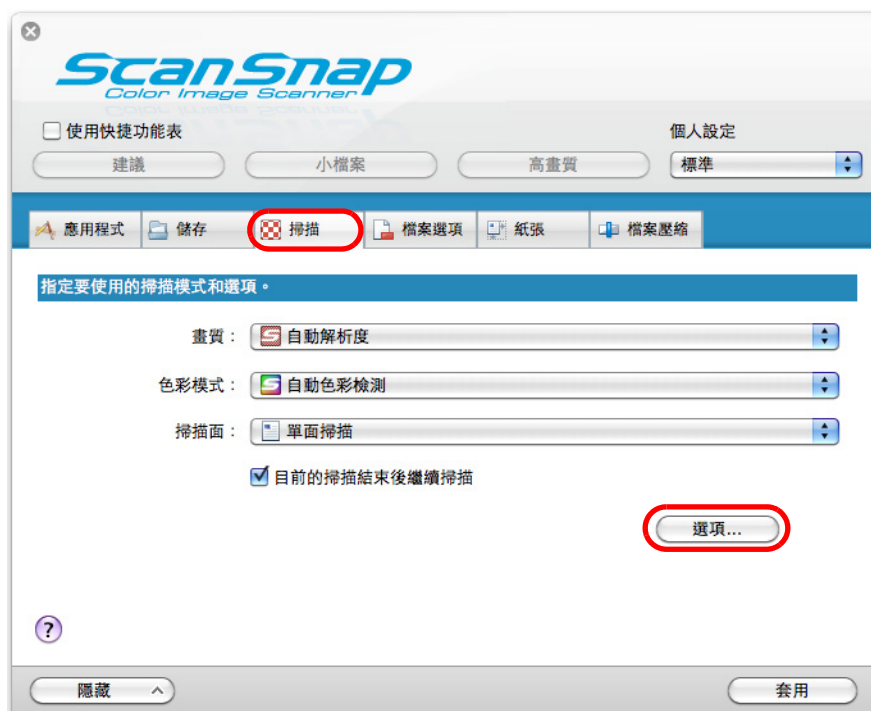 ScanSnap
Color Image Scanner
使用快捷功能表
個人設定
建議 小檔案 高畫質 標準
應用程式 儲存 掃描 檔案選項 紙張 檔案壓縮
指定要使用的掃描模式和選項。
畫質： 自動解析度
色彩模式： 自動色彩檢測
掃描面： 單面掃描
目前的掃描結束後繼續掃描
選項...
?
隱藏 套用